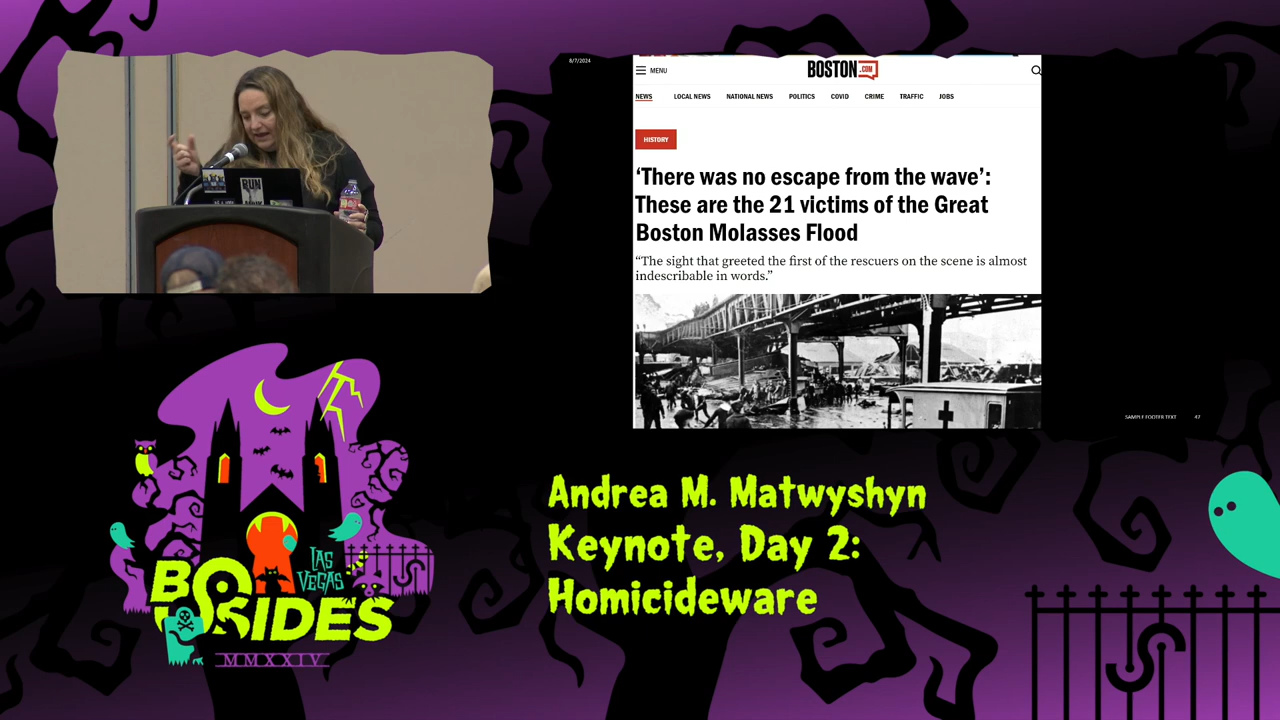 8/7/2024
MENU
BOSTON.COM
NEWS
LOCAL NEWS
NATIONAL NEWS
POLITICS
COVID
CRIME
TRAFFIC
JOBS
HISTORY
‘There was no escape from the wave’:
These are the 21 victims of the Great
Boston Molasses Flood
“The sight that greeted the first of the rescuers on the scene is almost
indescribable in words.”
SAMPLE FOOTER TEXT
47
RUN
LAS
VEGAS
BSIDES
MMXXIV
Andrea M. Matwyshyn
Keynote, Day 2:
Homicideware